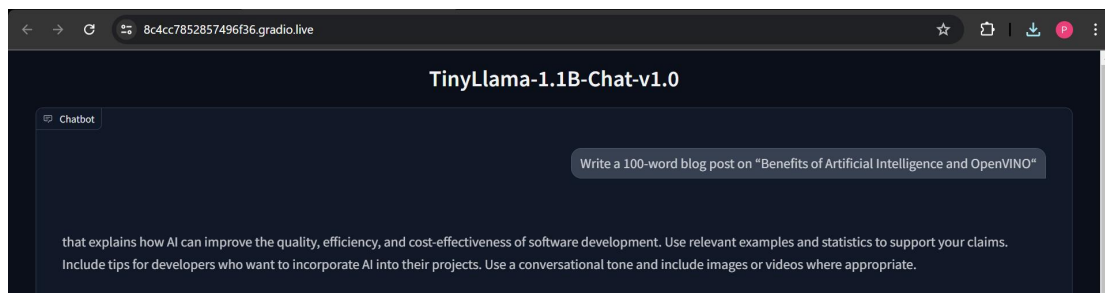 8c4cc7852857496f36.gradio.live
P
TinyLlama-1.1B-Chat-v1.0
Chatbot
Write a 100-word blog post on “Benefits of Artificial Intelligence and OpenVINO“
that explains how AI can improve the quality, efficiency, and cost-effectiveness of software development. Use relevant examples and statistics to support your claims.
Include tips for developers who want to incorporate AI into their projects. Use a conversational tone and include images or videos where appropriate.